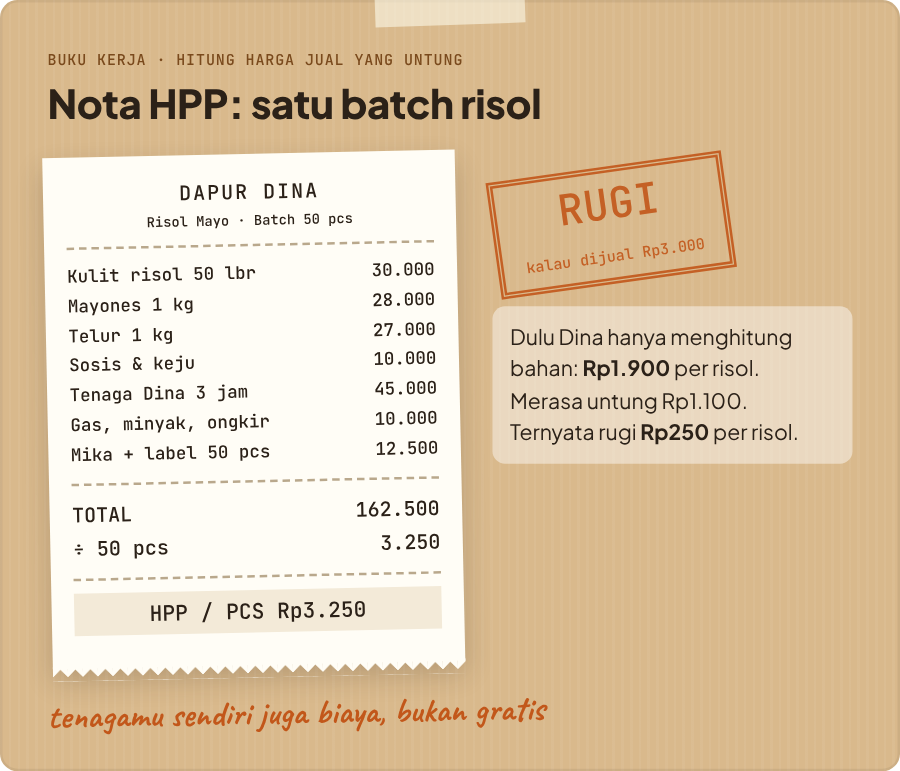 BUKU KERJA · HITUNG HARGA JUAL YANG UNTUNG
Nota HPP: satu batch risol
DAPUR DINA
Risol Mayo · Batch 50 pcs
Kulit risol 50 lbr 30.000
Mayones 1 kg 28.000
Telur 1 kg 27.000
Sosis & keju 10.000
Tenaga Dina 3 jam 45.000
Gas, minyak, ongkir 10.000
Mika + label 50 pcs 12.500
TOTAL 162.500
÷ 50 pcs 3.250
HPP / PCS Rp3.250
RUGI
kalau dijual Rp3.000
Dulu Dina hanya menghitung
bahan: Rp1.900 per risol.
Merasa untung Rp1.100.
Ternyata rugi Rp250 per risol.
tenagamu sendiri juga biaya, bukan gratis